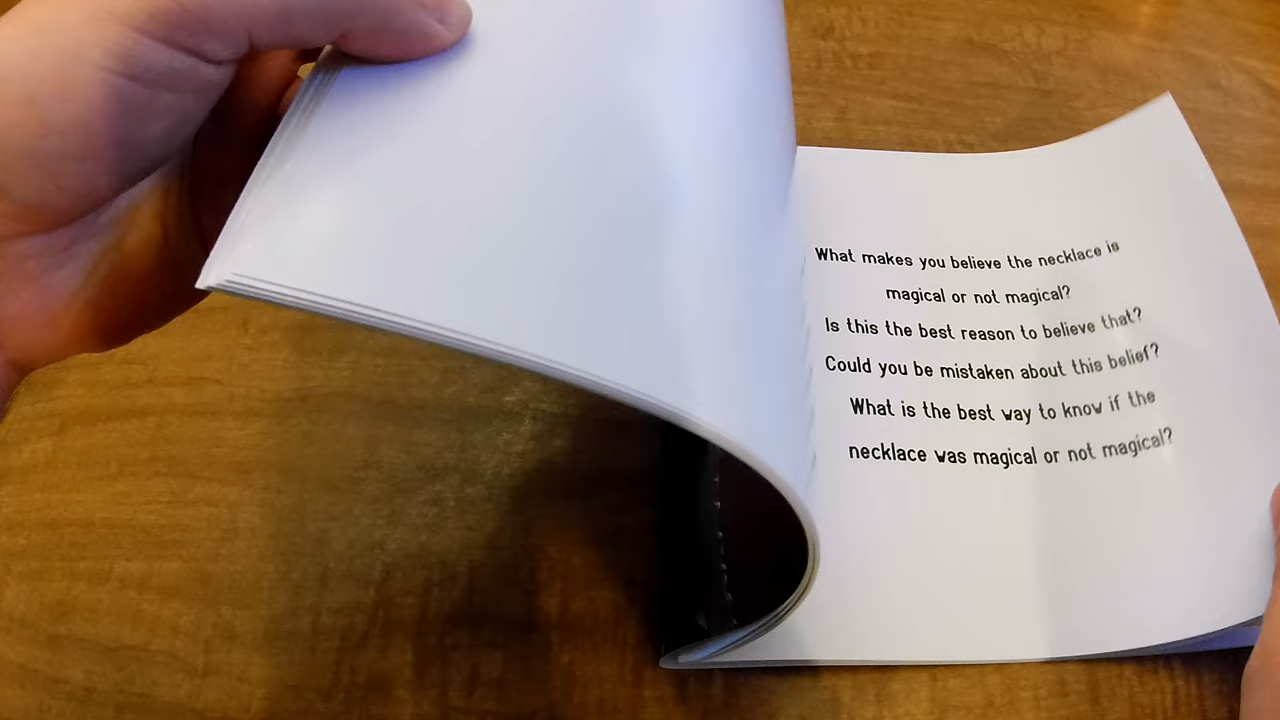 What makes you believe the necklace is
magical or not magical?
Is this the best reason to believe that?
Could you be mistaken about this belief?
What is the best way to know if the
necklace was magical or not magical?